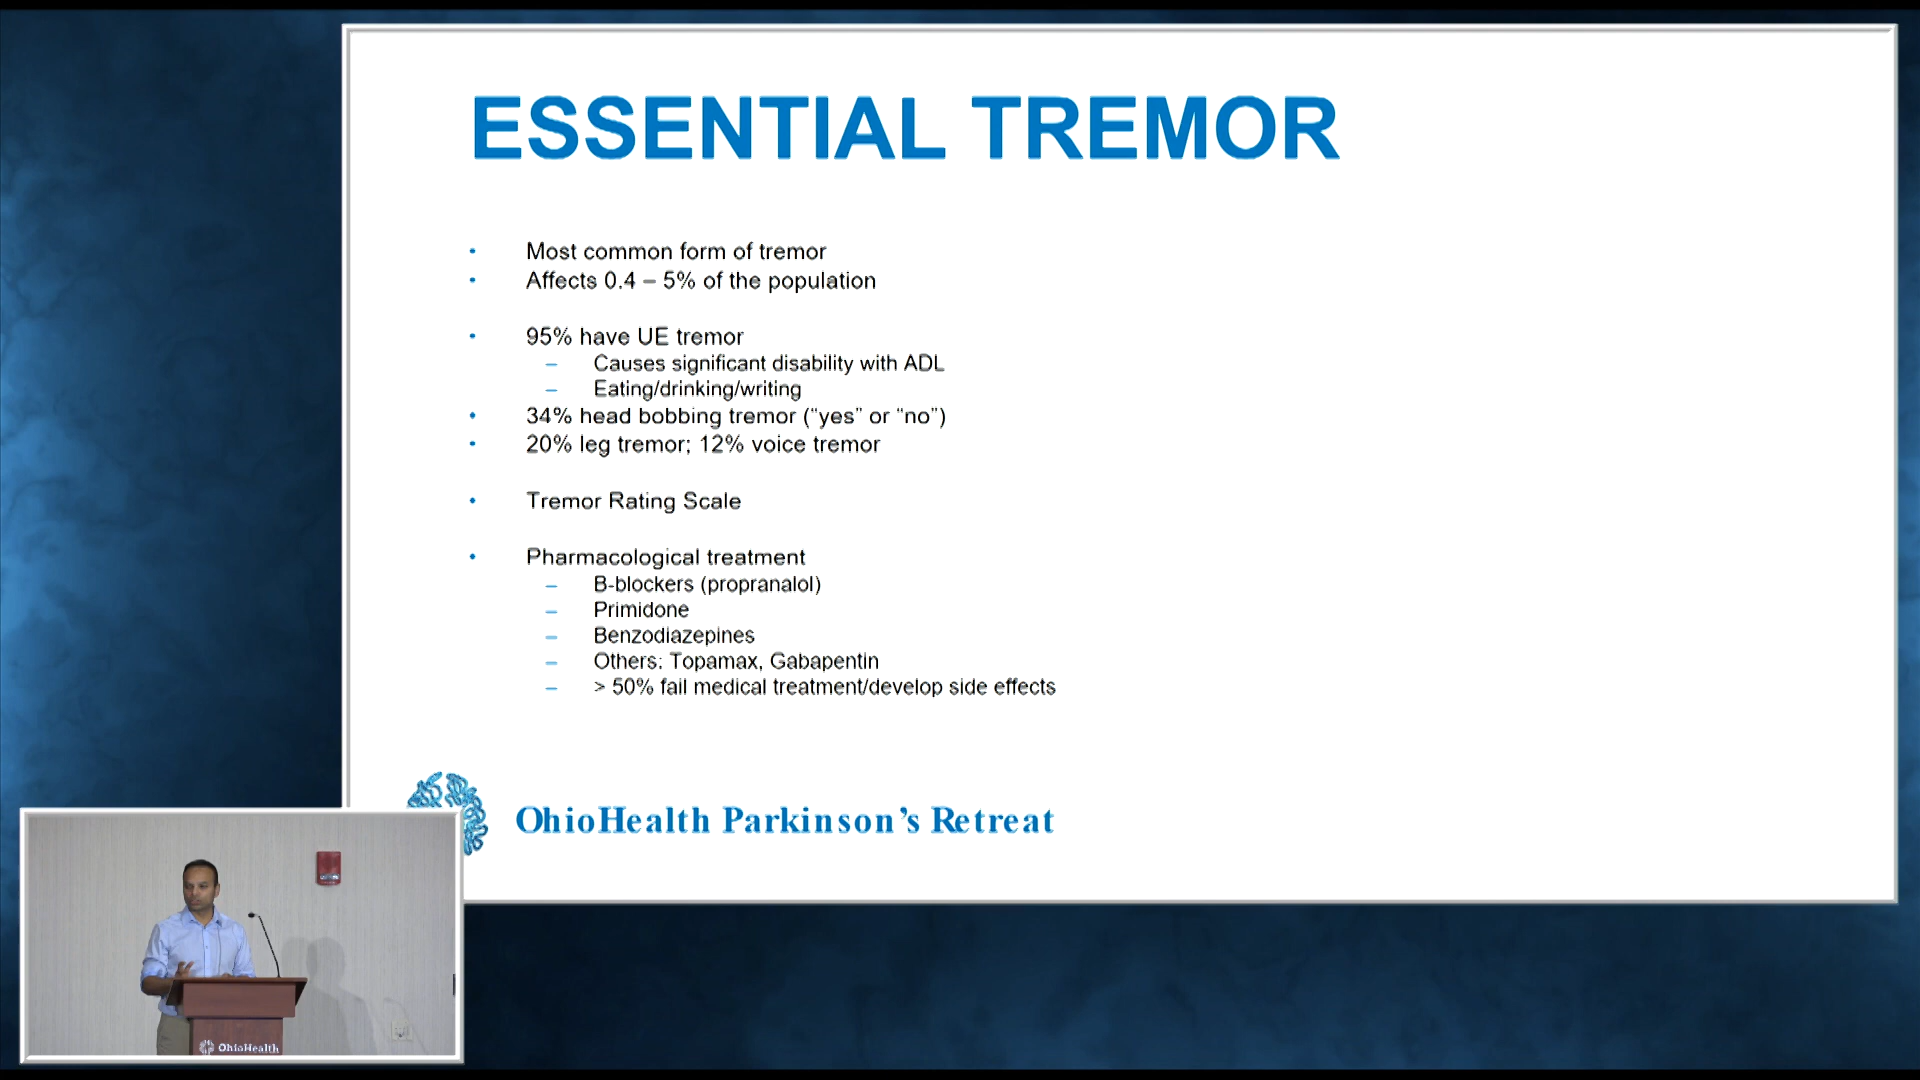 ESSENTIAL TREMOR
• Most common form of tremor
• Affects 0.4 – 5% of the population
• 95% have UE tremor
– Causes significant disability with ADL
– Eating/drinking/writing
• 34% head bobbing tremor (“yes” or “no”)
• 20% leg tremor; 12% voice tremor
• Tremor Rating Scale
• Pharmacological treatment
– B-blockers (propranalol)
– Primidone
– Benzodiazepines
– Others: Topamax, Gabapentin
– > 50% fail medical treatment/develop side effects
OhioHealth Parkinson’s Retreat
OhioHealth